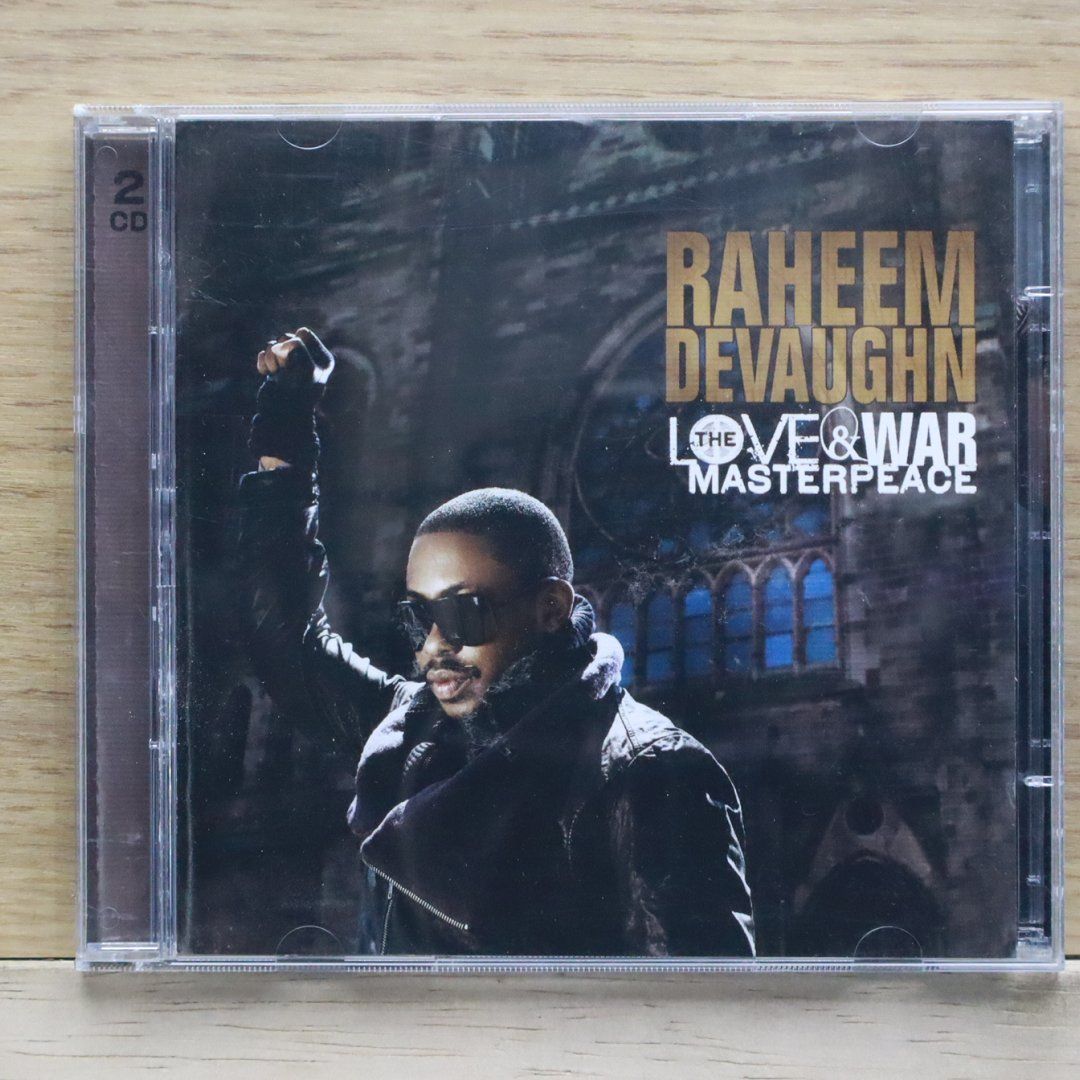 2
CD
RAHEEM
DEVAUGHN
THE LOVE & WAR
MASTERPEACE